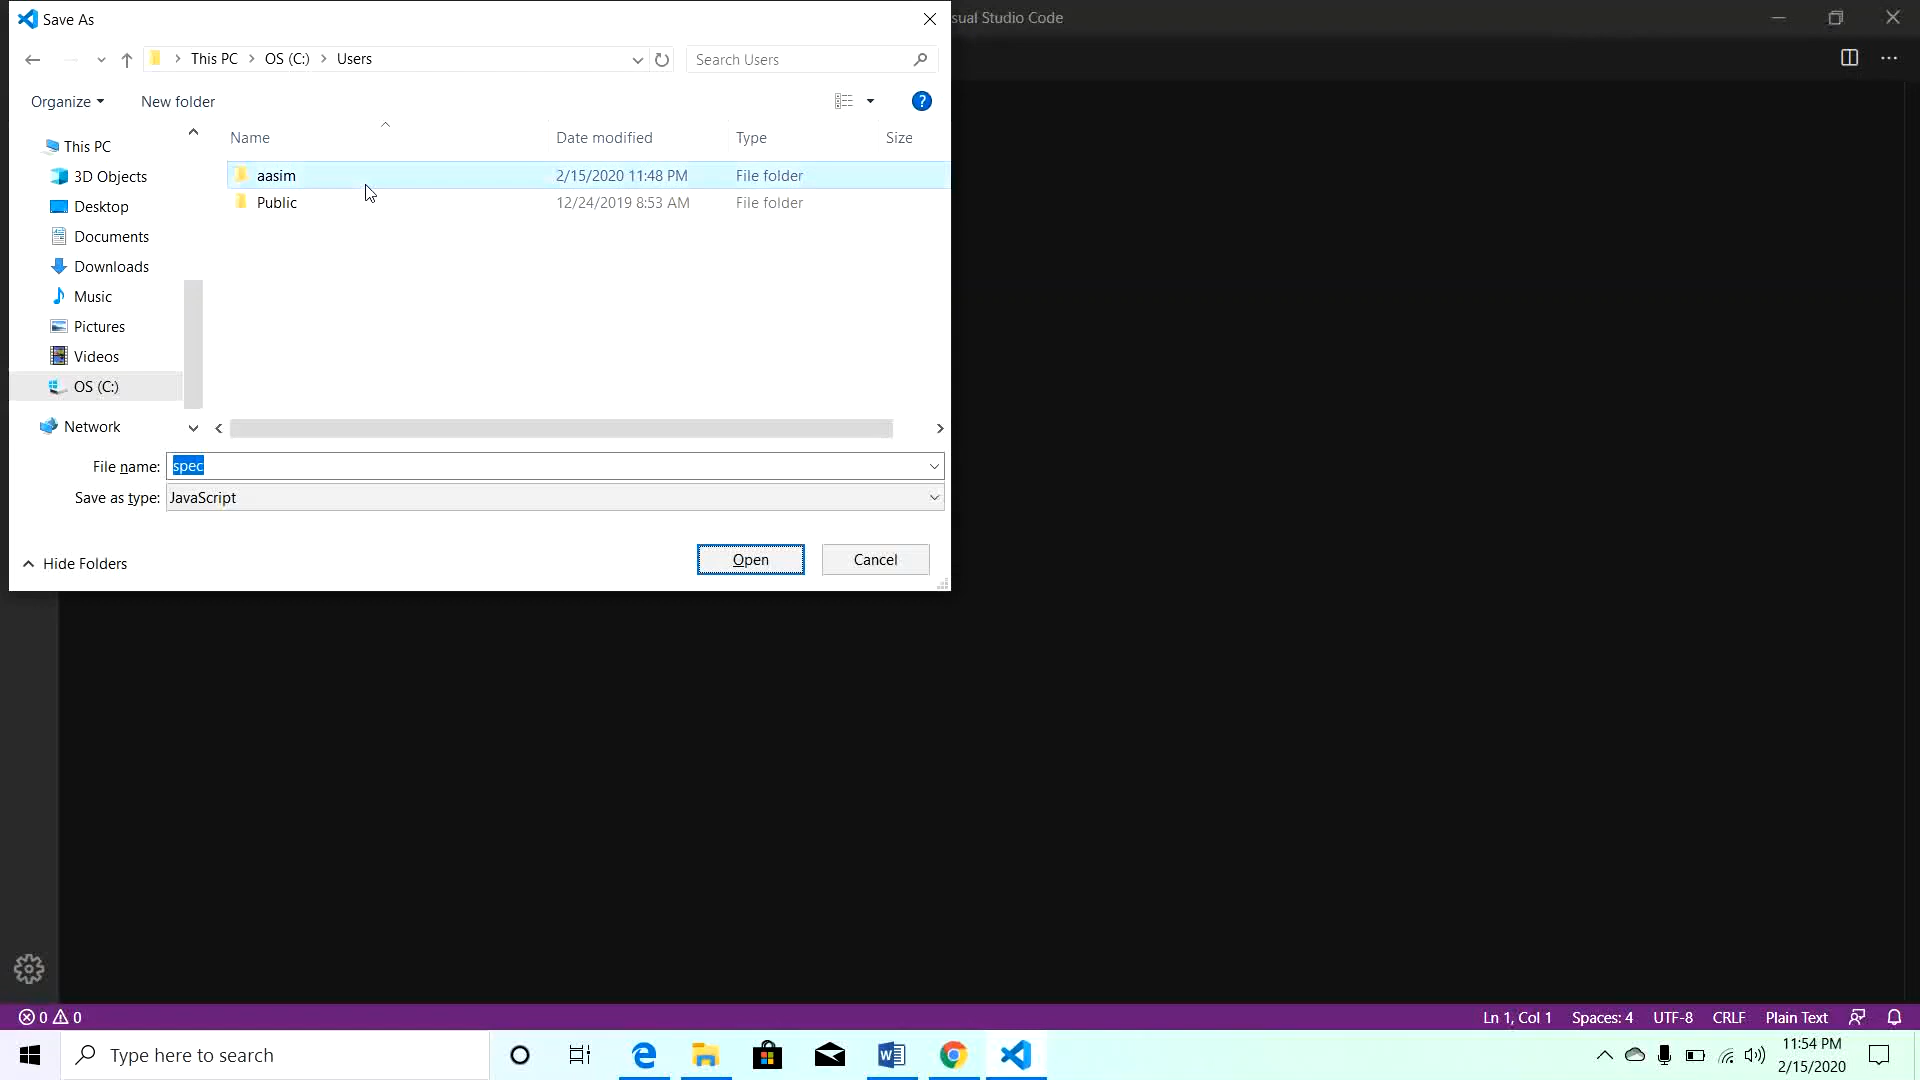 Save As
sual Studio Code
This PC
OS (C:)
Users
Search Users
Organize
New folder
?
Name
Date modified
Type
Size
This PC
3D Objects
Desktop
Documents
Downloads
Music
Pictures
Videos
OS (C:)
Network
aasim
2/15/2020 11:48 PM
File folder
Public
12/24/2019 8:53 AM
File folder
File name:
spec
Save as type:
JavaScript
Hide Folders
Open
Cancel
0
0
Ln 1, Col 1
Spaces: 4
UTF-8
CRLF
Plain Text
Type here to search
11:54 PM
2/15/2020